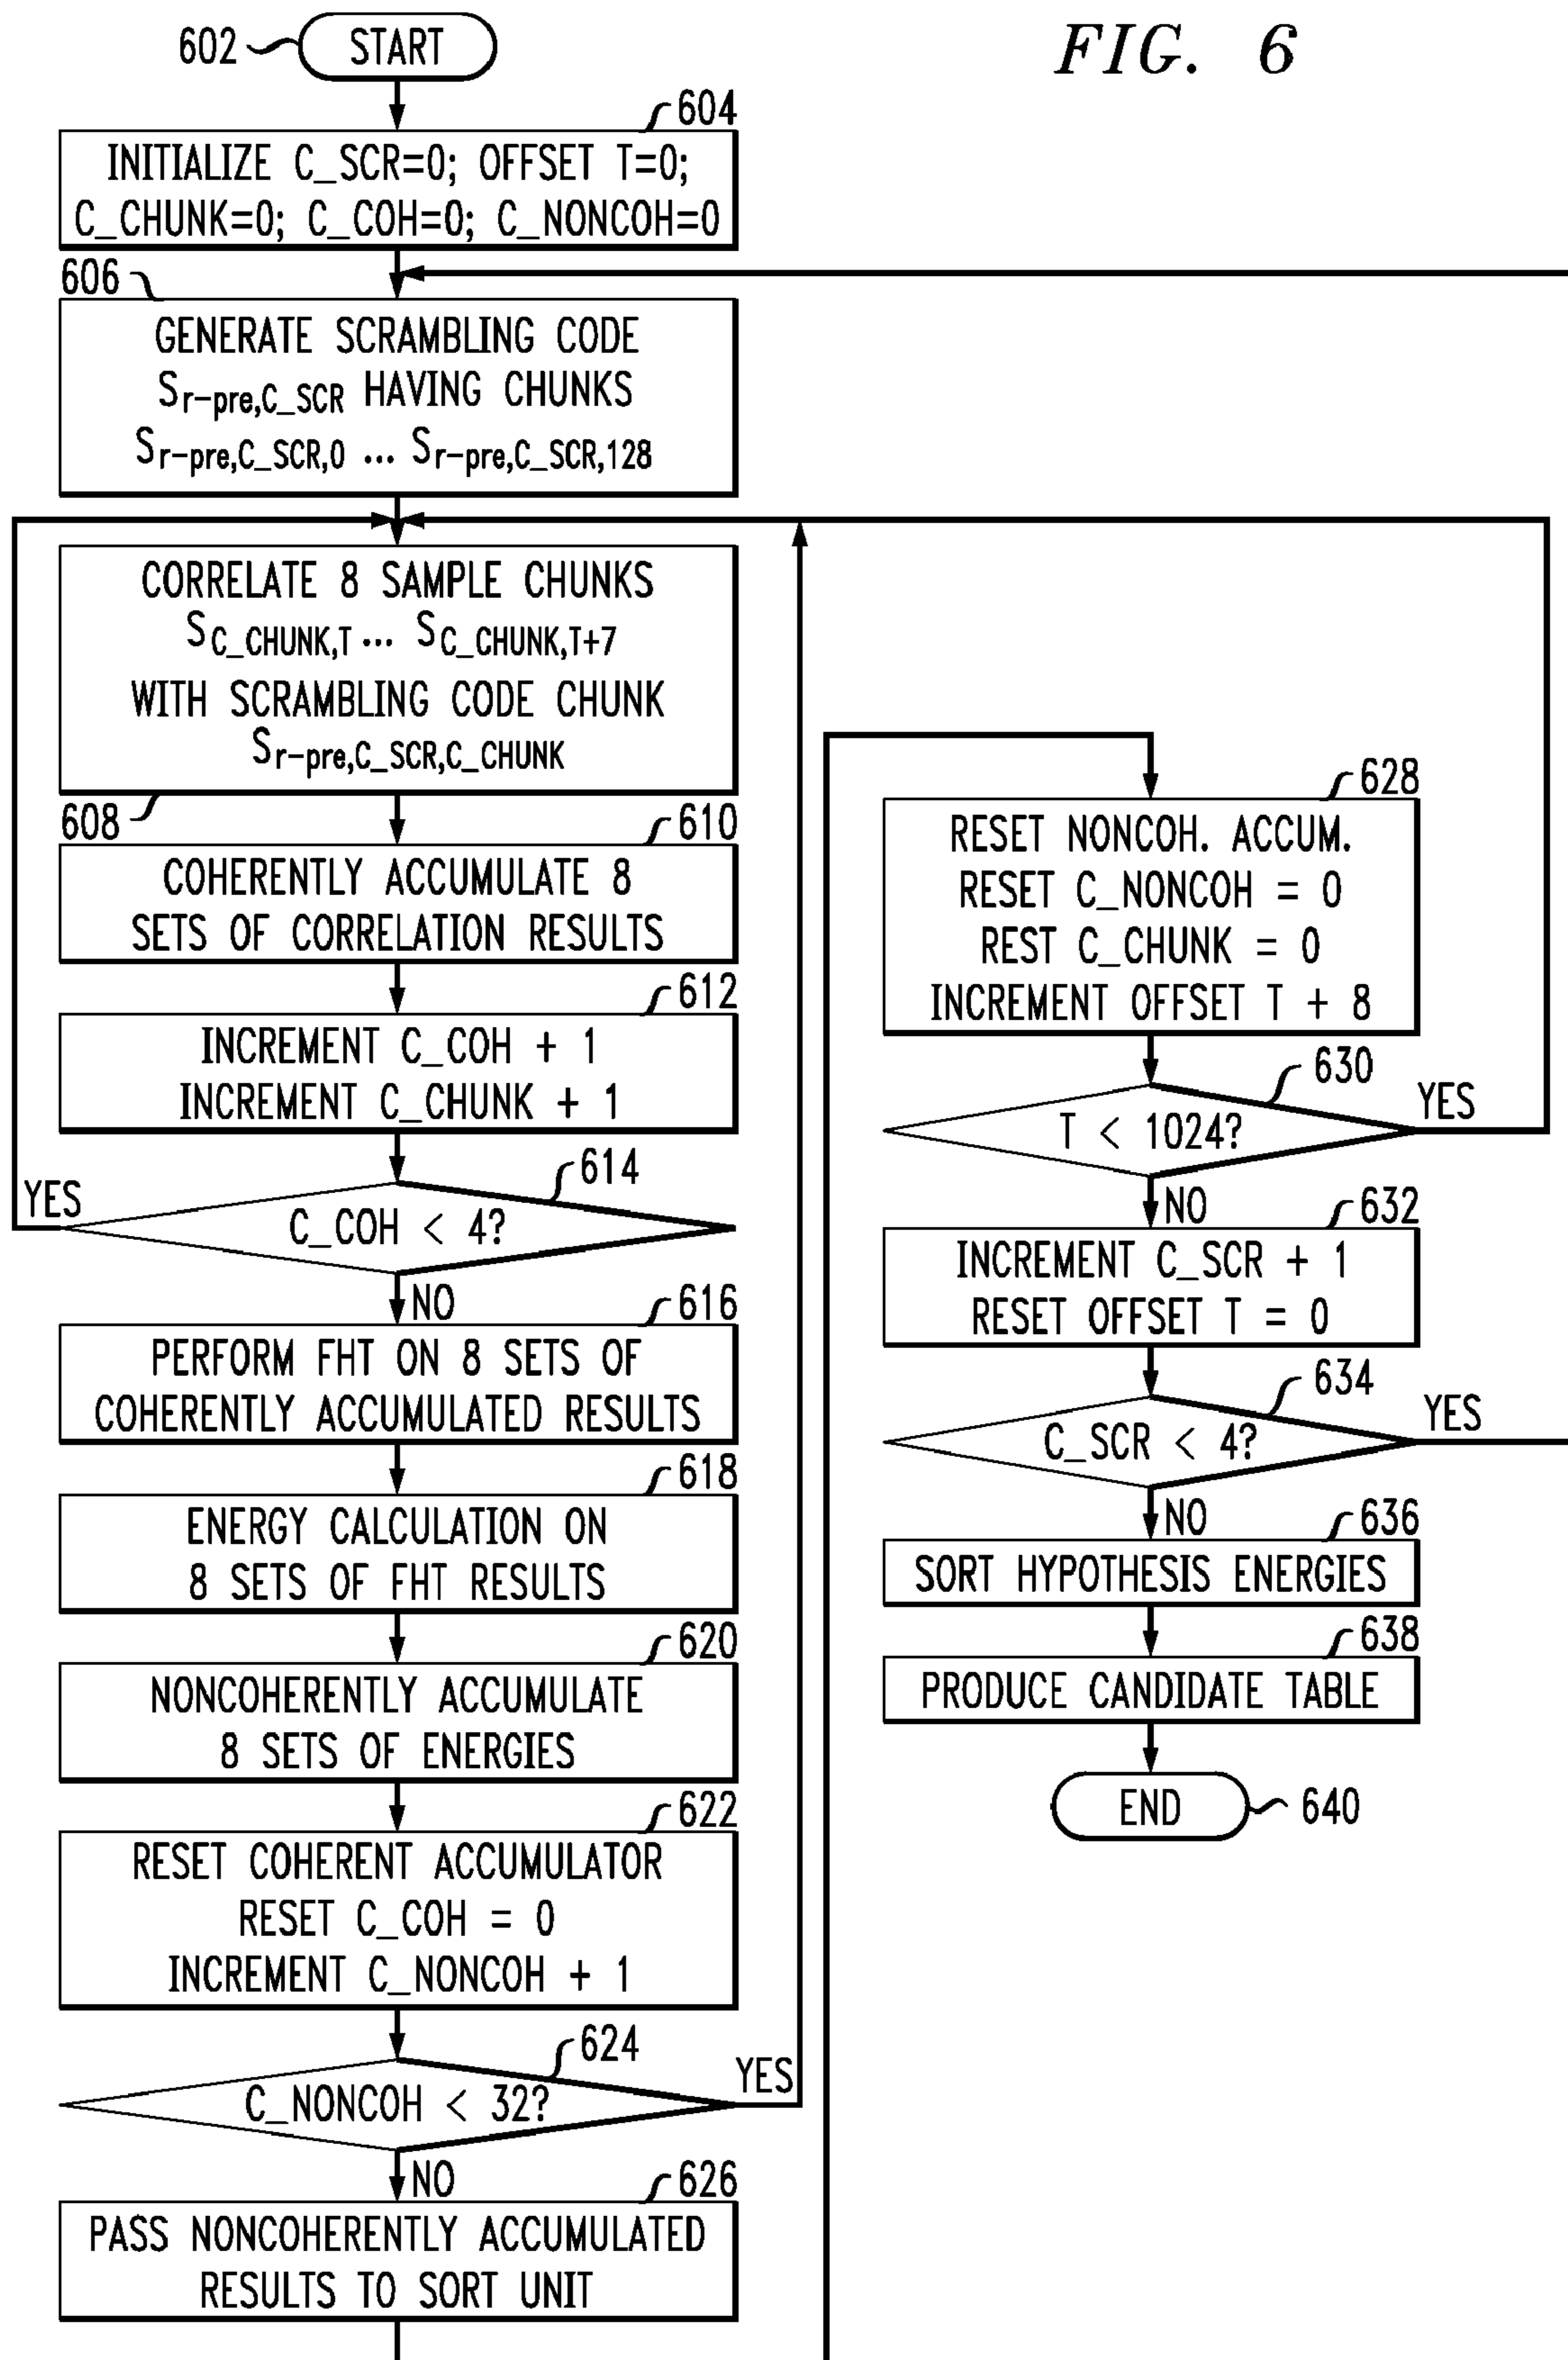 FIG. 6
602
START
604
INITIALIZE C_SCR=0; OFFSET T=0;
C_CHUNK=0; C_COH=0; C_NONCOH=0
606
GENERATE SCRAMBLING CODE
Sr-pre,C_SCR HAVING CHUNKS
Sr-pre,C_SCR,0 ... Sr-pre,C_SCR,128
CORRELATE 8 SAMPLE CHUNKS
SC_CHUNK,T ... SC_CHUNK,T+7
WITH SCRAMBLING CODE CHUNK
Sr-pre,C_SCR,C_CHUNK
608
610
COHERENTLY ACCUMULATE 8
SETS OF CORRELATION RESULTS
612
INCREMENT C_COH + 1
INCREMENT C_CHUNK + 1
614
YES
C_COH < 4?
NO
616
PERFORM FHT ON 8 SETS OF
COHERENTLY ACCUMULATED RESULTS
618
ENERGY CALCULATION ON
8 SETS OF FHT RESULTS
620
NONCOHERENTLY ACCUMULATE
8 SETS OF ENERGIES
622
RESET COHERENT ACCUMULATOR
RESET C_COH = 0
INCREMENT C_NONCOH + 1
624
YES
C_NONCOH < 32?
NO
626
PASS NONCOHERENTLY ACCUMULATED
RESULTS TO SORT UNIT
628
RESET NONCOH. ACCUM.
RESET C_NONCOH = 0
REST C_CHUNK = 0
INCREMENT OFFSET T + 8
630
YES
T < 1024?
NO
632
INCREMENT C_SCR + 1
RESET OFFSET T = 0
634
YES
C_SCR < 4?
NO
636
SORT HYPOTHESIS ENERGIES
638
PRODUCE CANDIDATE TABLE
END
640